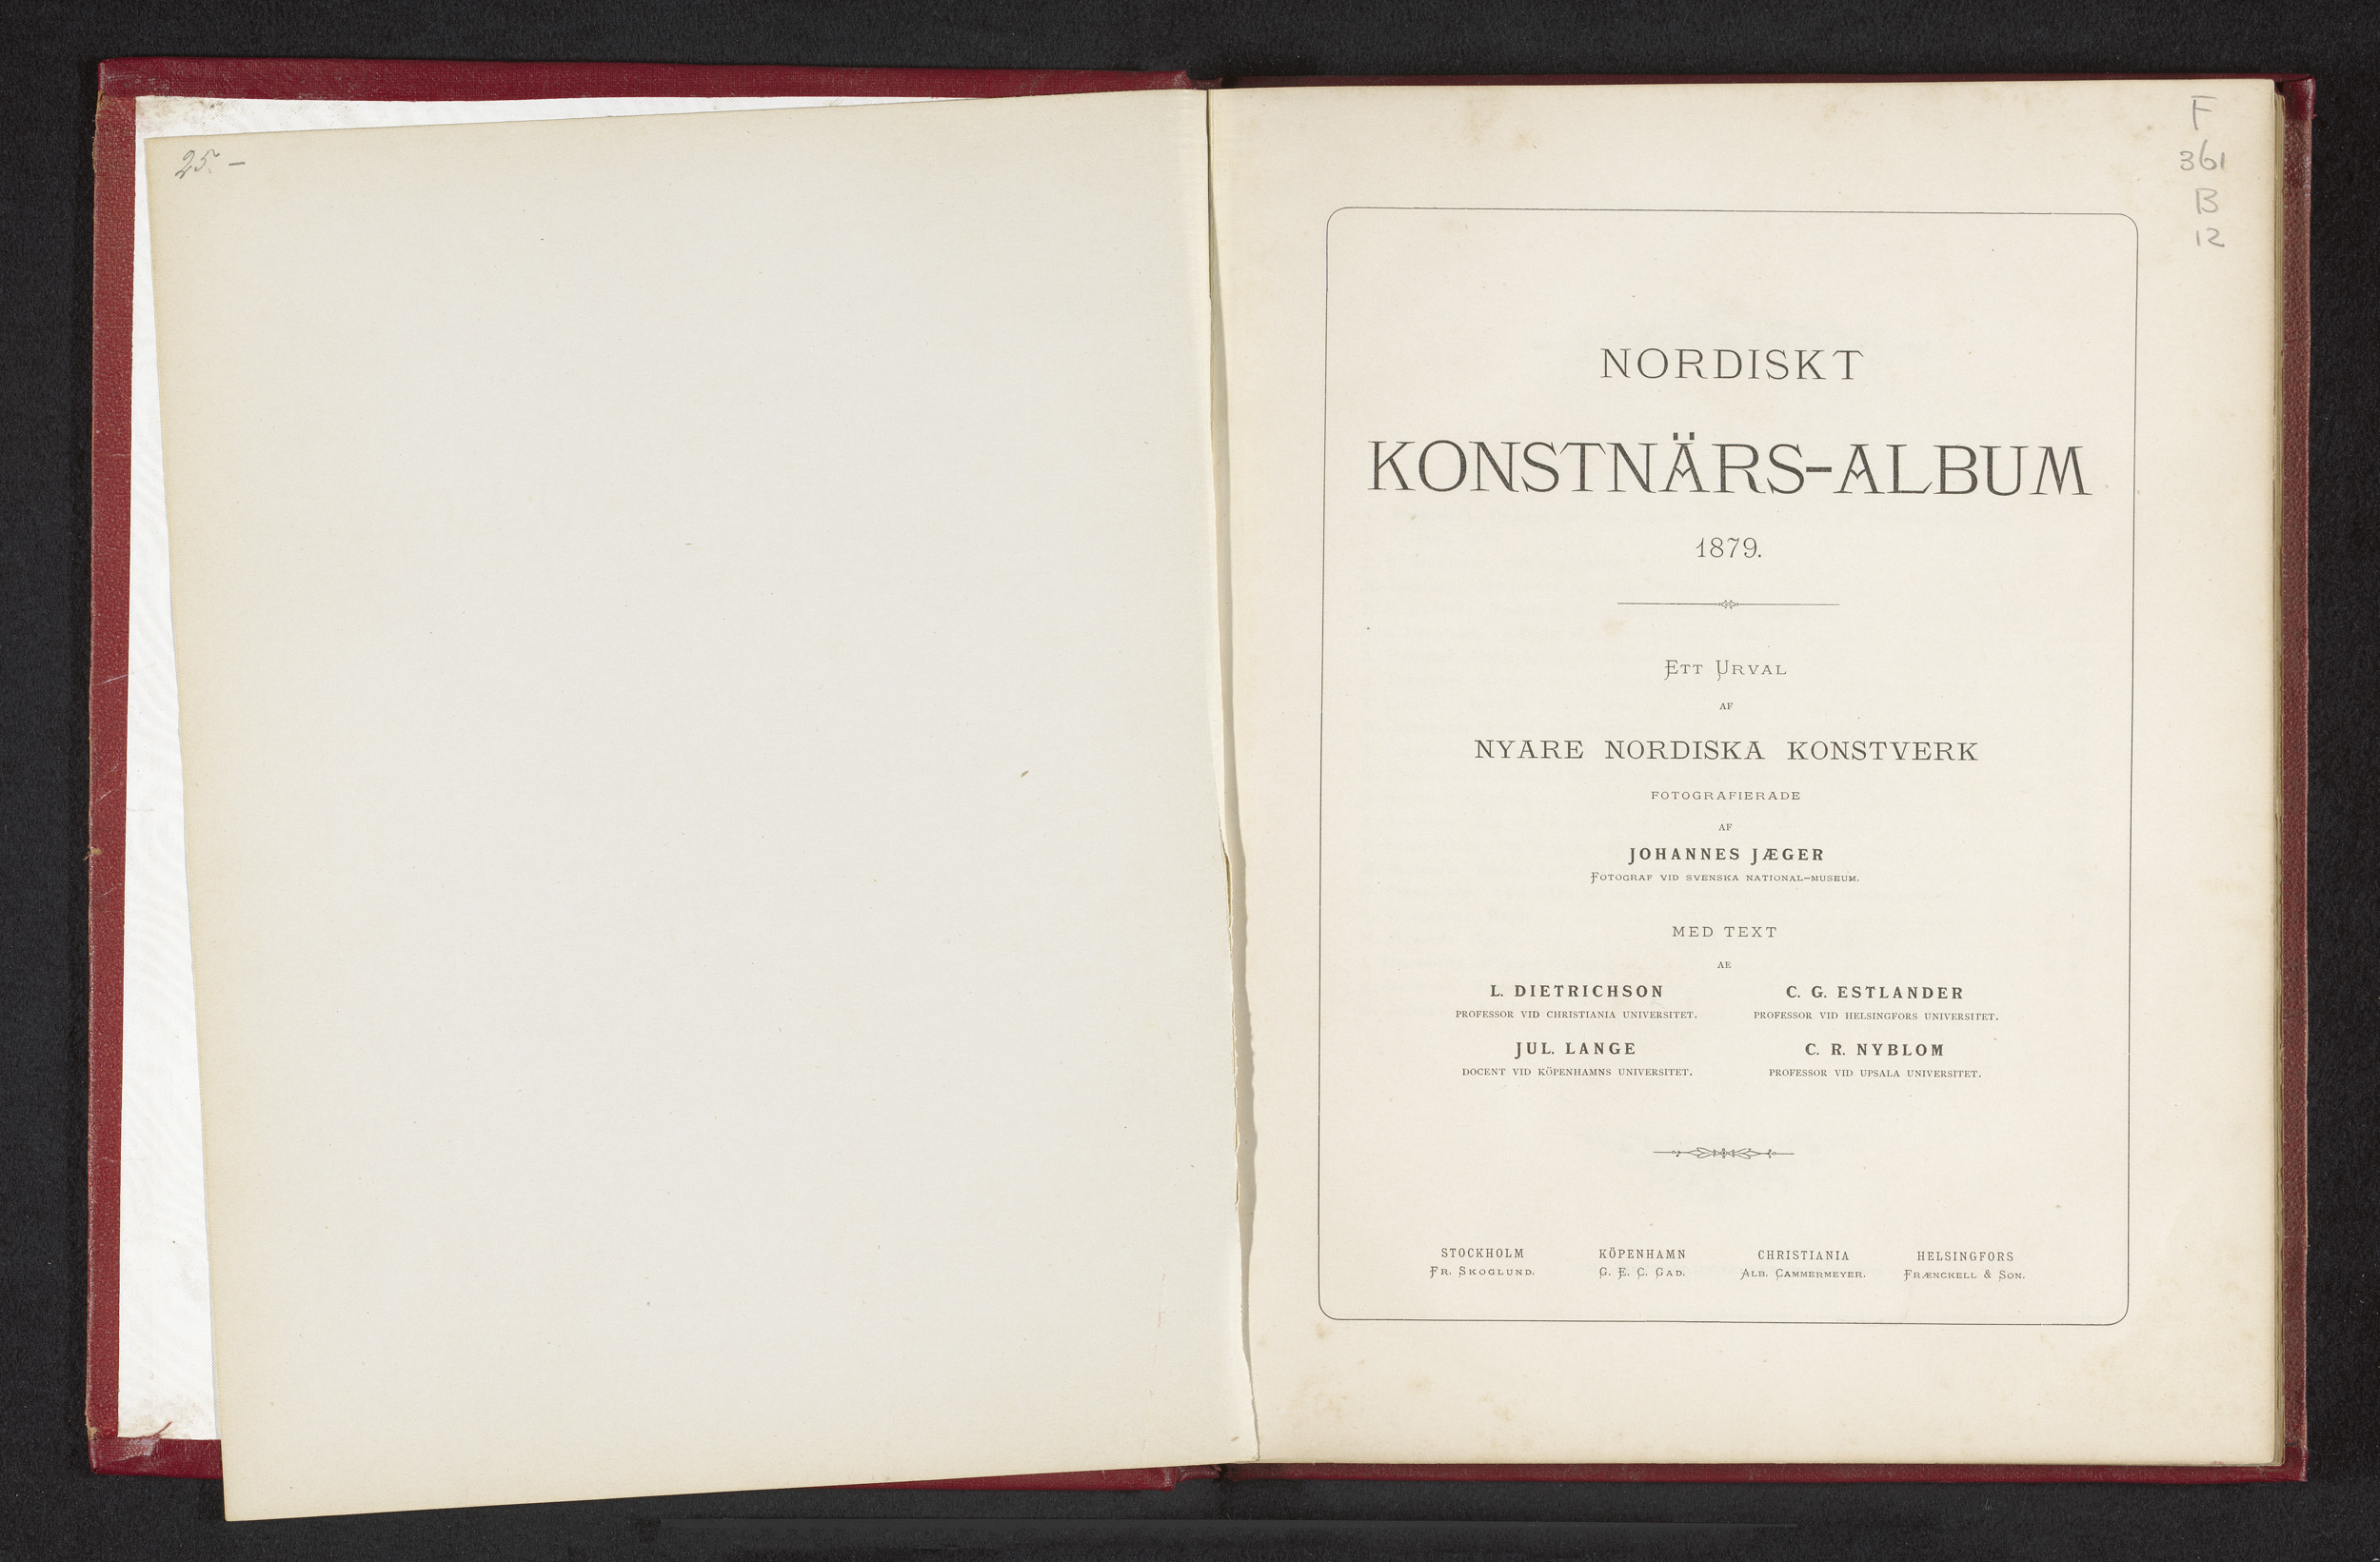 25.-
F
361
B
12
NORDISKT
KONSTNÄRS-ALBUM
1879.
ETT URVAL
AF
NYARE NORDISKA KONSTVERK
FOTOGRAFIERADE
AF
JOHANNES JÆGER
FOTOGRAF VID SVENSKA NATIONAL-MUSEUM.
MED TEXT
AF
L. DIETRICHSON C. G. ESTLANDER
PROFESSOR VID CHRISTIANIA UNIVERSITET. PROFESSOR VID HELSINGFORS UNIVERSITET.
JUL. LANGE C. R. NYBLOM
DOCENT VID KÖPENHAMNS UNIVERSITET. PROFESSOR VID UPSALA UNIVERSITET.
STOCKHOLM KÖPENHAMN CHRISTIANIA HELSINGFORS
FR. SKOGLUND. G. E. C. GAD. ALB. CAMMERMEYER. FRÆNCKELL & SON.